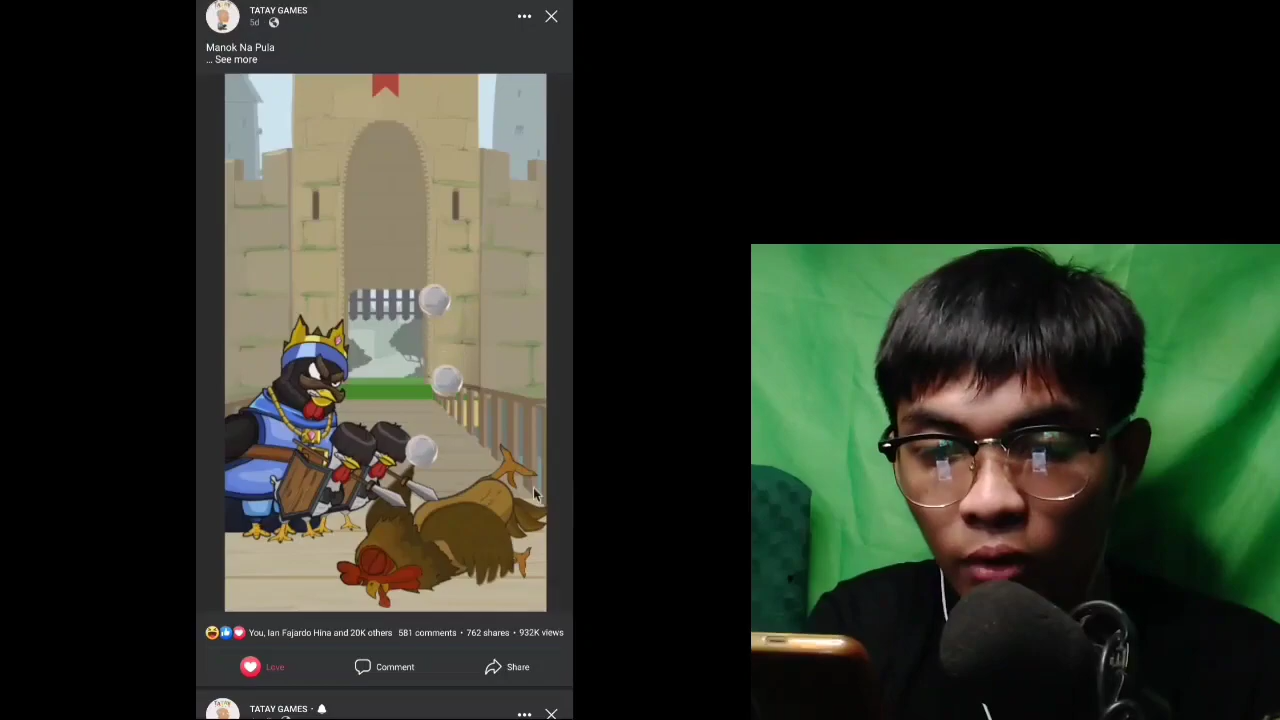 TATAY GAMES
5d
Manok Na Pula
... See more
You, Ian Fajardo Hina and 20K others 581 comments • 762 shares • 932K views
Love Comment Share
TATAY GAMES